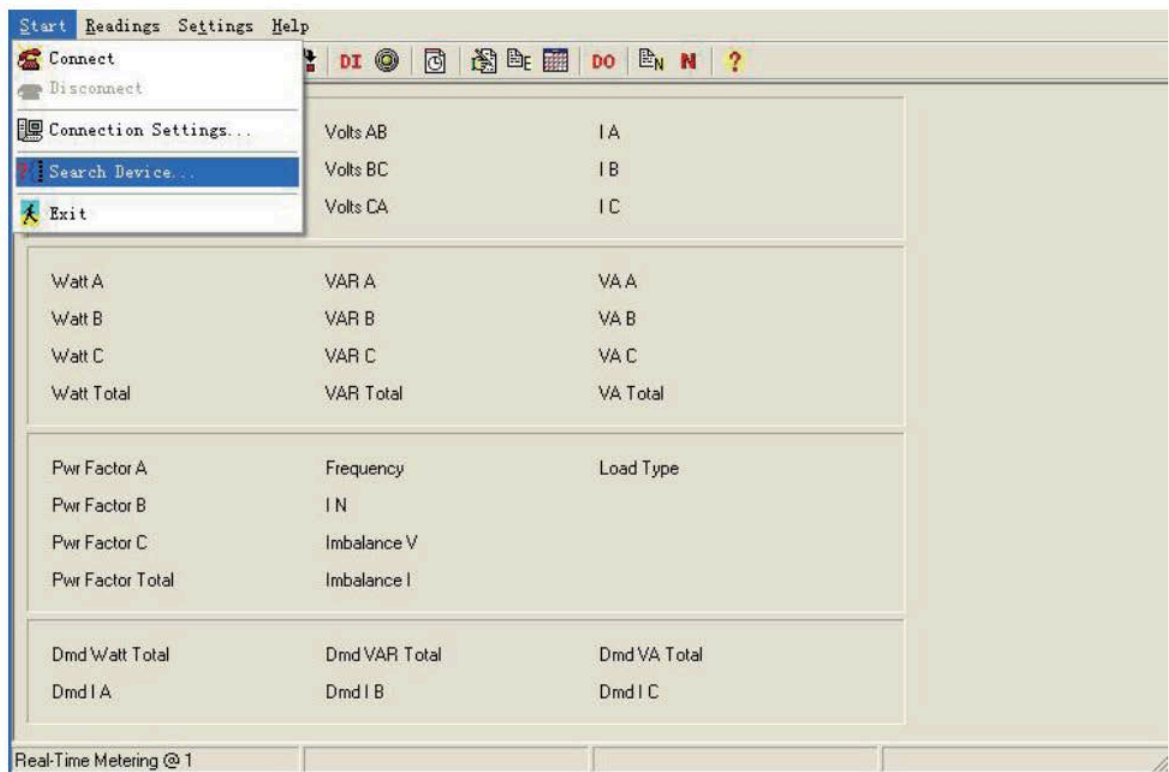 Start Readings Settings Help
Connect
DI E DO N N ?
Disconnect
Connection Settings...
Volts AB I A
? Search Device...
Volts BC I B
Exit
Volts CA I C
Watt A VAR A VA A
Watt B VAR B VA B
Watt C VAR C VA C
Watt Total VAR Total VA Total
Pwr Factor A Frequency Load Type
Pwr Factor B I N
Pwr Factor C Imbalance V
Pwr Factor Total Imbalance I
Dmd Watt Total Dmd VAR Total Dmd VA Total
Dmd I A Dmd I B Dmd I C
Real-Time Metering @ 1